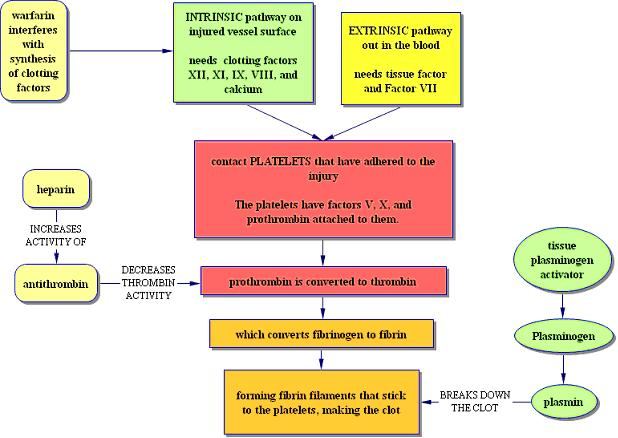 warfarin
interferes
with
synthesis
of clotting
factors
INTRINSIC pathway on
injured vessel surface
needs clotting factors
XII, XI, IX, VIII, and
calcium
EXTRINSIC pathway
out in the blood
needs tissue factor
and Factor VII
contact PLATELETS that have adhered to the
injury
The platelets have factors V, X, and
prothrombin attached to them.
heparin
INCREASES
ACTIVITY OF
antithrombin
DECREASES
THROMBIN
ACTIVITY
prothrombin is converted to thrombin
which converts fibrinogen to fibrin
forming fibrin filaments that stick
to the platelets, making the clot
tissue
plasminogen
activator
Plasminogen
plasmin
BREAKS DOWN
THE CLOT